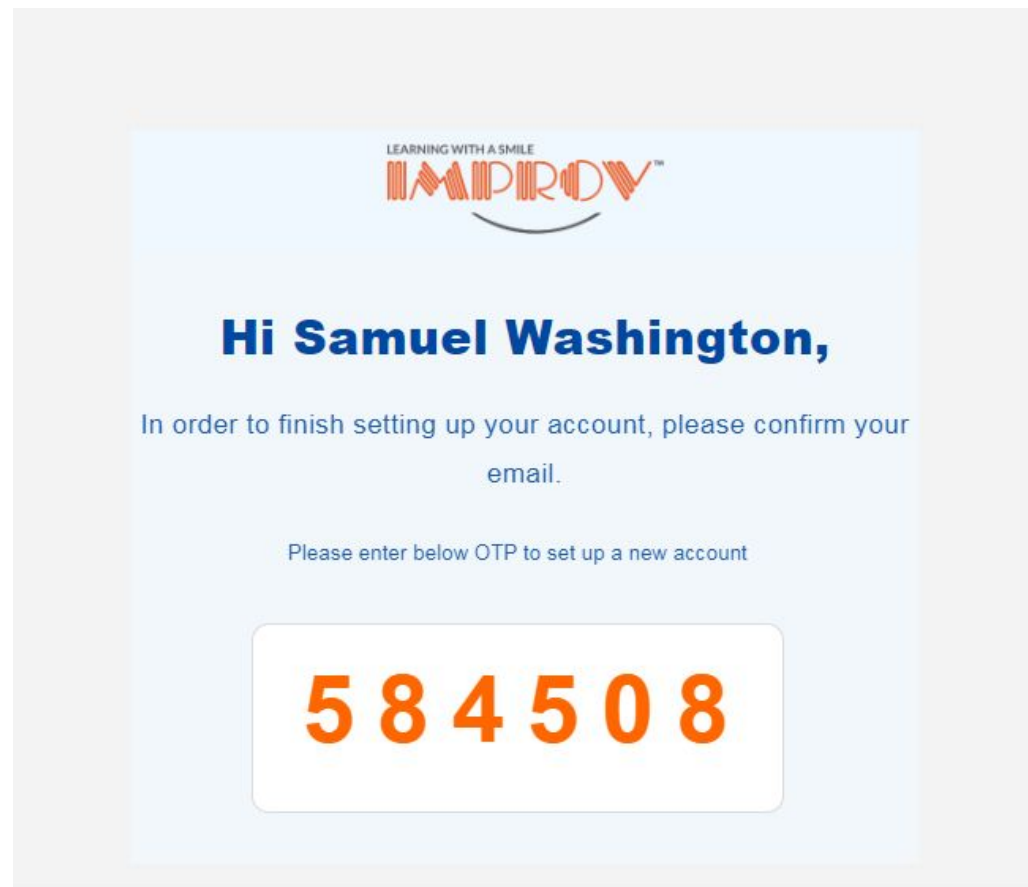 LEARNING WITH A SMILE
IMPROV™
Hi Samuel Washington,
In order to finish setting up your account, please confirm your
email.
Please enter below OTP to set up a new account
584508